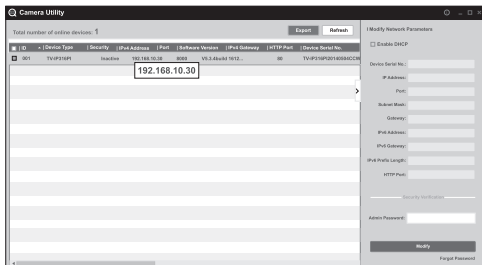 Camera Utility
Total number of online devices: 1
Export
Refresh
ID
Device Type
Security
IPv4 Address
Port
Software Version
IPv4 Gateway
HTTP Port
Device Serial No.
001
TV-IP316PI
Inactive
192.168.10.30
8000
V5.3.4build 1612...
60
192.168.10.30
Modify Network Parameters
Enable DHCP
Device Serial No.:
IP Address:
Port:
Subnet Mask:
Gateway:
IPv6 Address:
IPv6 Gateway:
IPv6 Prefix Length:
HTTP Port:
Security Verification
Admin Password:
Modify
Forgot Password